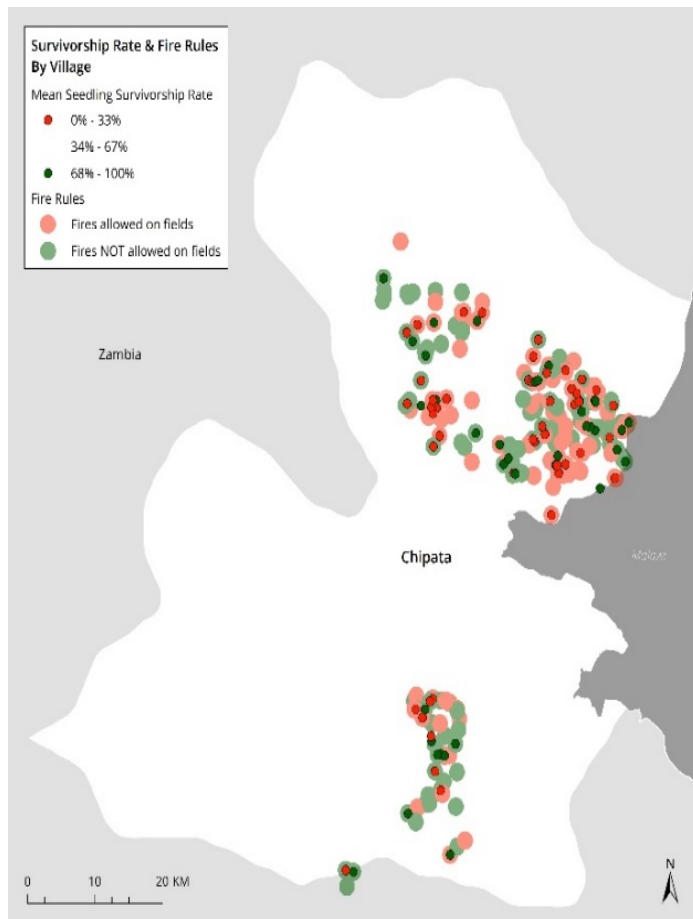 Survivorship Rate & Fire Rules
By Village
Mean Seedling Survivorship Rate
0% - 33%
34% - 67%
68% - 100%
Fire Rules
Fires allowed on fields
Fires NOT allowed on fields
Zambia
Chipata
Malawi
N
0 10 20 KM